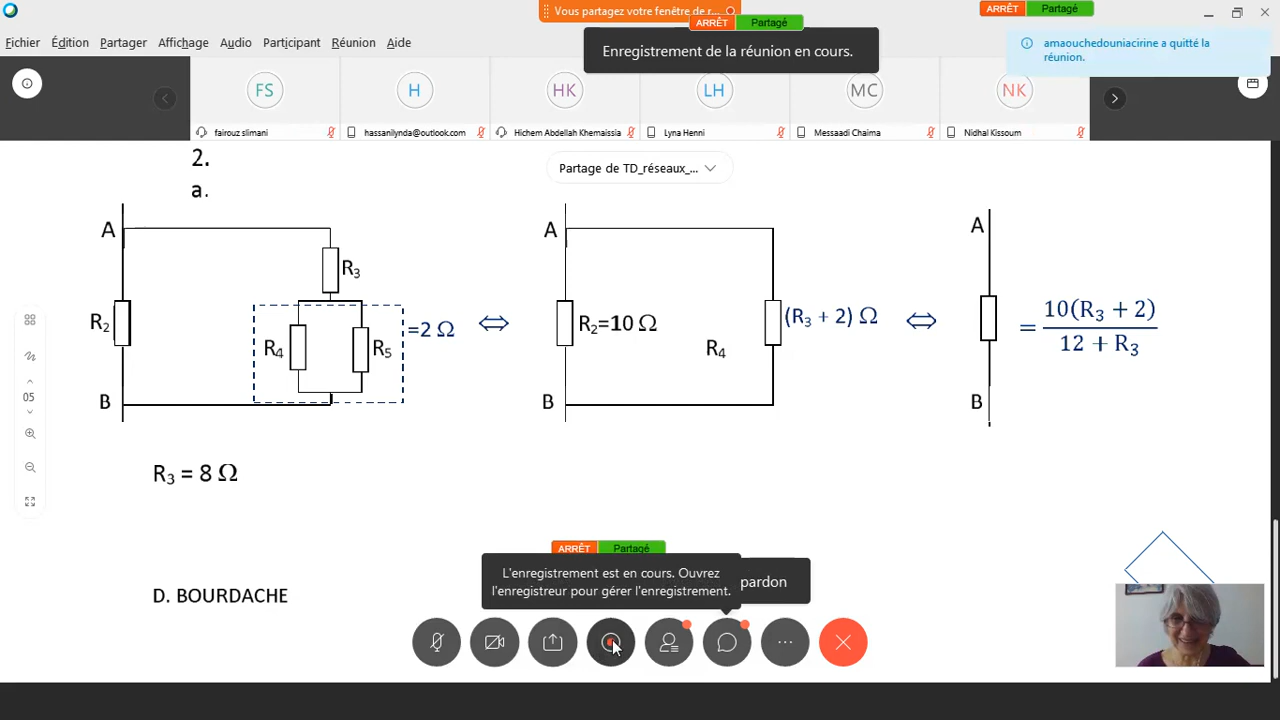 Vous partagez votre fenêtre de r...
ARRÊT Partagé
ARRÊT Partagé
Fichier Édition Partager Affichage Audio Participant Réunion Aide
Enregistrement de la réunion en cours.
amaouchedouniacirine a quitté la
réunion.
FS H HK LH MC NK
fairouz slimani hassanilynda@outlook.com Hichem Abdellah Khemaissia Lyna Henni Messaadi Chaima Nidhal Kissoum
2.
Partage de TD_réseaux_...
a.
A R₃ A A
R₂ R₄ R₅ =2 Ω ⇔ R₂=10 Ω R₄ (R₃ + 2) Ω ⇔ = 10(R₃ + 2) / 12 + R₃
B B B
05
R₃ = 8 Ω
ARRÊT Partagé
L'enregistrement est en cours. Ouvrez
l'enregistreur pour gérer l'enregistrement.
pardon
D. BOURDACHE